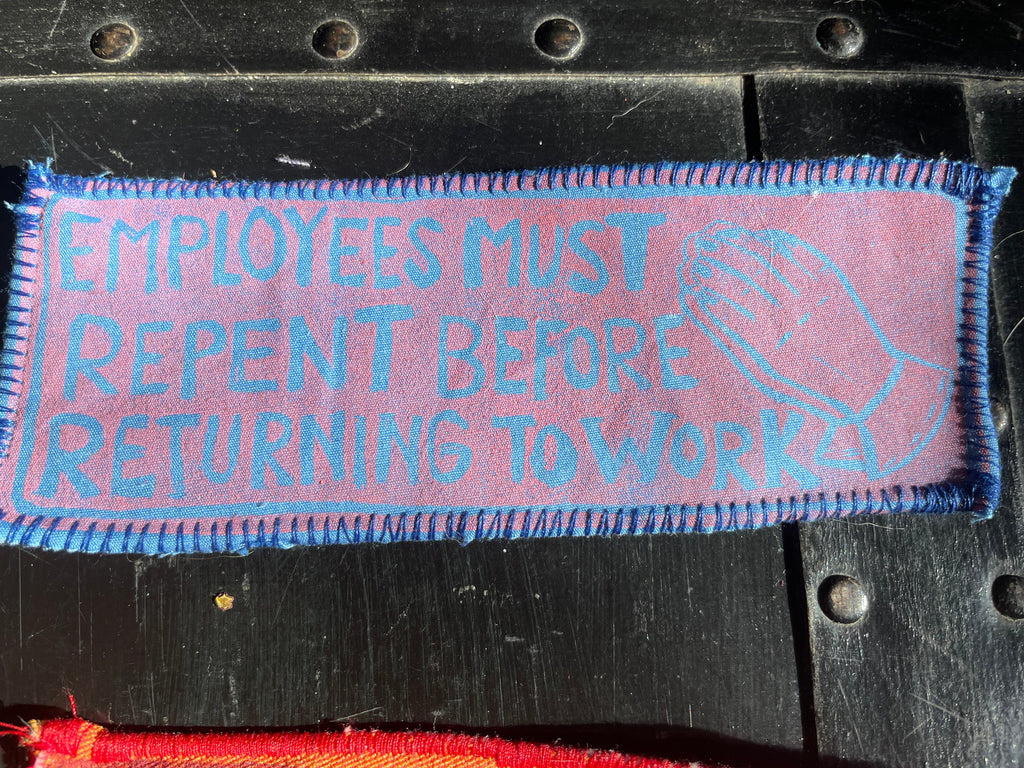 EMPLOYEES MUST
REPENT BEFORE
RETURNING TO WORK